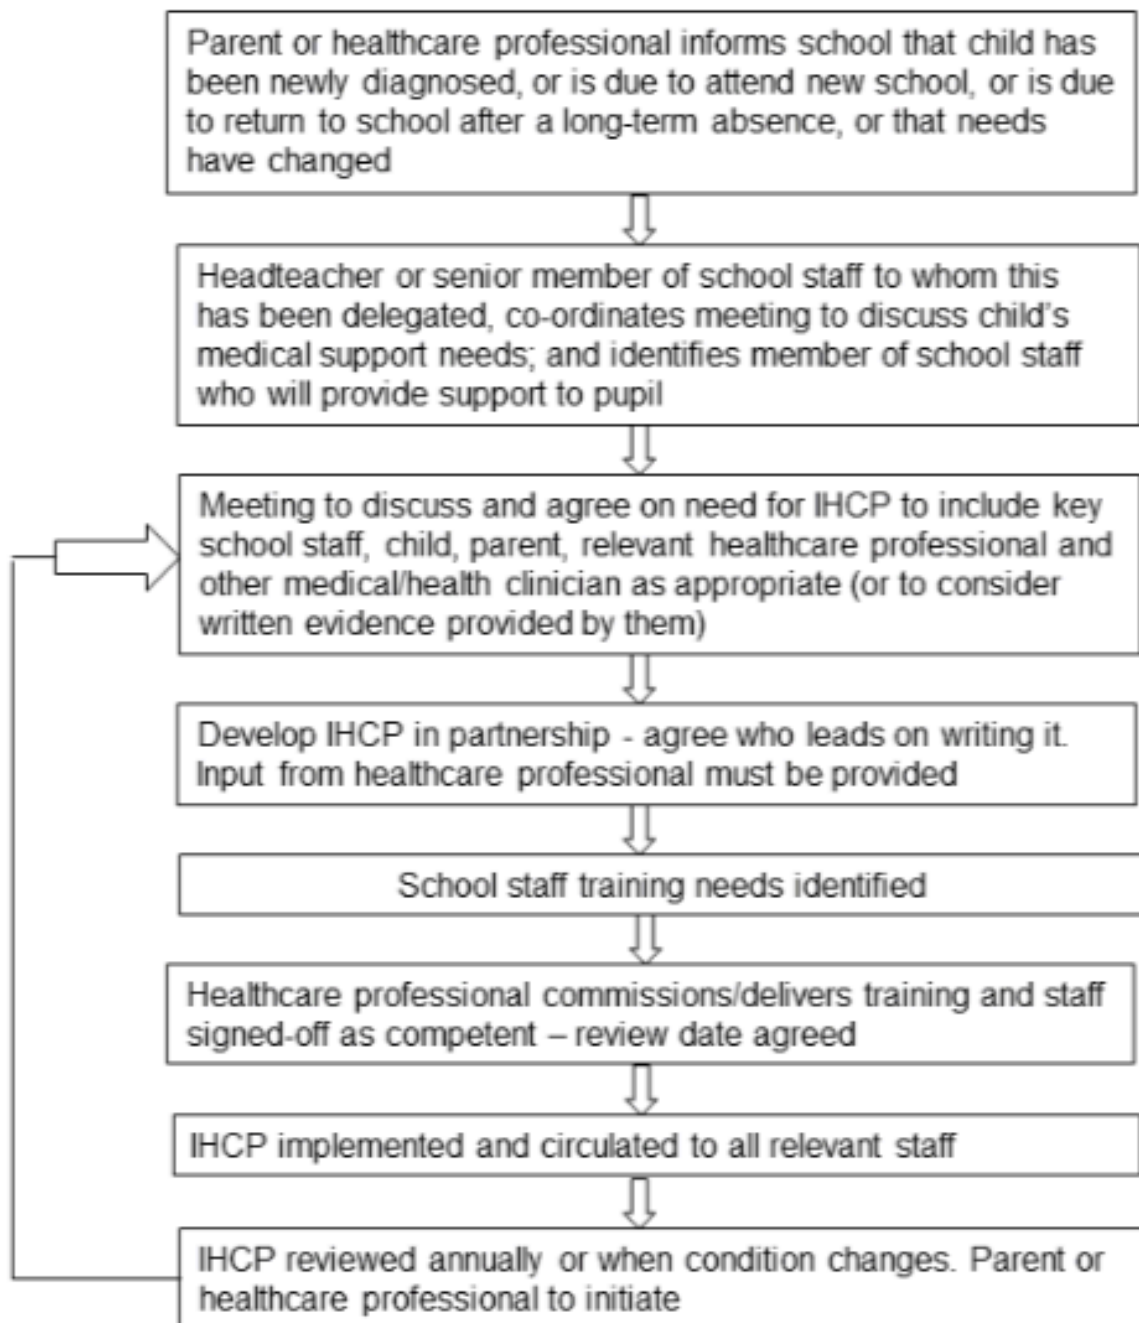 Parent or healthcare professional informs school that child has
been newly diagnosed, or is due to attend new school, or is due
to return to school after a long-term absence, or that needs
have changed
Headteacher or senior member of school staff to whom this
has been delegated, co-ordinates meeting to discuss child's
medical support needs; and identifies member of school staff
who will provide support to pupil
Meeting to discuss and agree on need for IHCP to include key
school staff, child, parent, relevant healthcare professional and
other medical/health clinician as appropriate (or to consider
written evidence provided by them)
Develop IHCP in partnership - agree who leads on writing it.
Input from healthcare professional must be provided
School staff training needs identified
Healthcare professional commissions/delivers training and staff
signed-off as competent – review date agreed
IHCP implemented and circulated to all relevant staff
IHCP reviewed annually or when condition changes. Parent or
healthcare professional to initiate